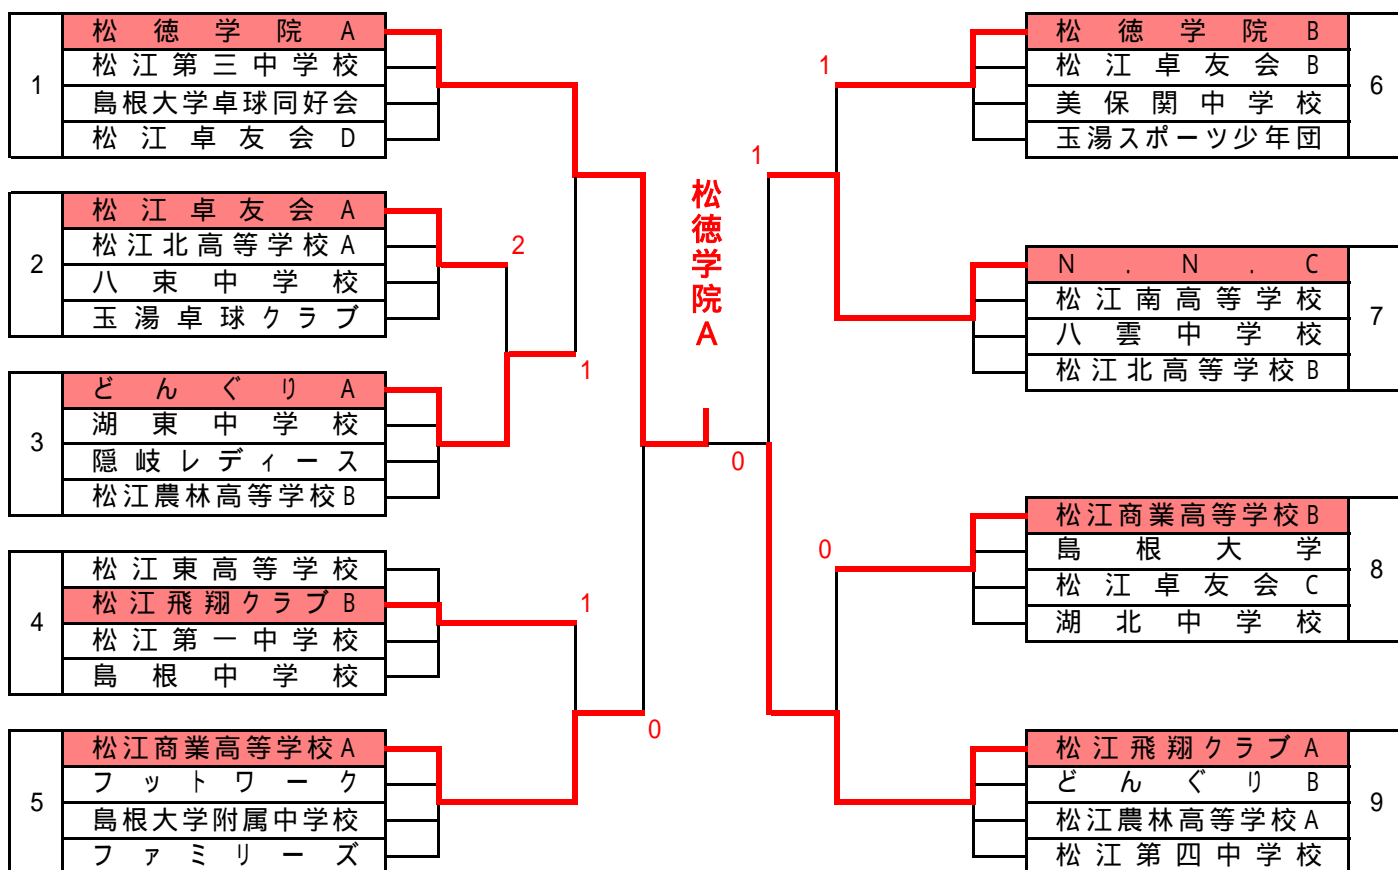 1
松徳学院A
松江第三中学校
島根大学卓球同好会
松江卓友会D
2
松江卓友会A
松江北高等学校A
八東中学校
玉湯卓球クラブ
3
どんぐりA
湖東中学校
隠岐レディース
松江農林高等学校B
4
松江東高等学校
松江飛翔クラブB
松江第一中学校
島根中学校
5
松江商業高等学校A
フットワーク
島根大学附属中学校
ファミリーズ
2
1
1
0
松徳学院A
0
1
1
0
松徳学院B
松江卓友会B
美保関中学校
玉湯スポーツ少年団
6
N.N.C
松江南高等学校
八雲中学校
松江北高等学校B
7
松江商業高等学校B
島根大学
松江卓友会C
湖北中学校
8
松江飛翔クラブA
どんぐりB
松江農林高等学校A
松江第四中学校
9